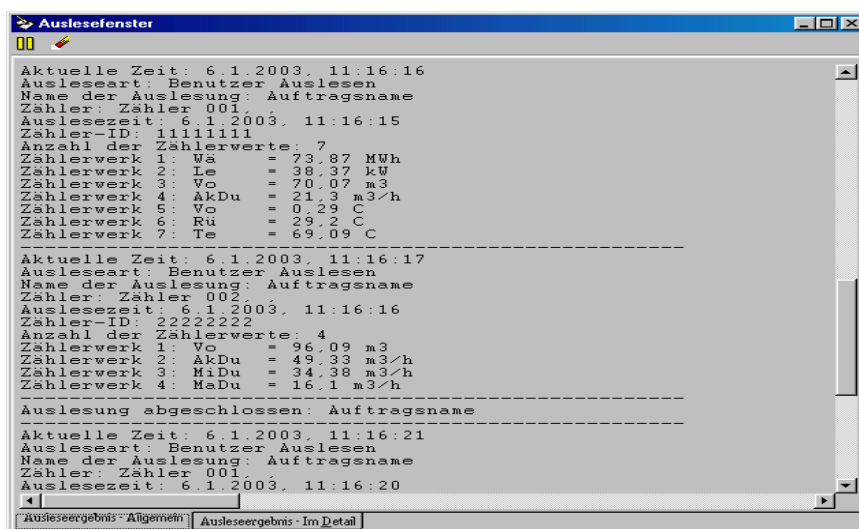 Auslesefenster
Aktuelle Zeit: 6.1.2003, 11:16:16
Ausleseart: Benutzer Auslesen
Name der Auslesung: Auftragsname
Zähler: Zähler 001, ,
Auslesezeit: 6.1.2003, 11:16:15
Zähler-ID: 11111111
Anzahl der Zählerwerte: 7
Zählerwerk 1: Wä = 73,87 MWh
Zählerwerk 2: Le = 38,37 kW
Zählerwerk 3: Vo = 70,07 m3
Zählerwerk 4: AkDu = 21,3 m3/h
Zählerwerk 5: Vo = 0,29 C
Zählerwerk 6: Rü = 29,2 C
Zählerwerk 7: Te = 69,09 C
----------------------------------------------------
Aktuelle Zeit: 6.1.2003, 11:16:17
Ausleseart: Benutzer Auslesen
Name der Auslesung: Auftragsname
Zähler: Zähler 002, ,
Auslesezeit: 6.1.2003, 11:16:16
Zähler-ID: 22222222
Anzahl der Zählerwerte: 4
Zählerwerk 1: Vo = 96,09 m3
Zählerwerk 2: AkDu = 49,33 m3/h
Zählerwerk 3: MiDu = 34,38 m3/h
Zählerwerk 4: MaDu = 16,1 m3/h
----------------------------------------------------
Auslesung abgeschlossen: Auftragsname
----------------------------------------------------
Aktuelle Zeit: 6.1.2003, 11:16:21
Ausleseart: Benutzer Auslesen
Name der Auslesung: Auftragsname
Zähler: Zähler 001, ,
Auslesezeit: 6.1.2003, 11:16:20
Ausleseergebnis - Allgemein Ausleseergebnis - Im Detail